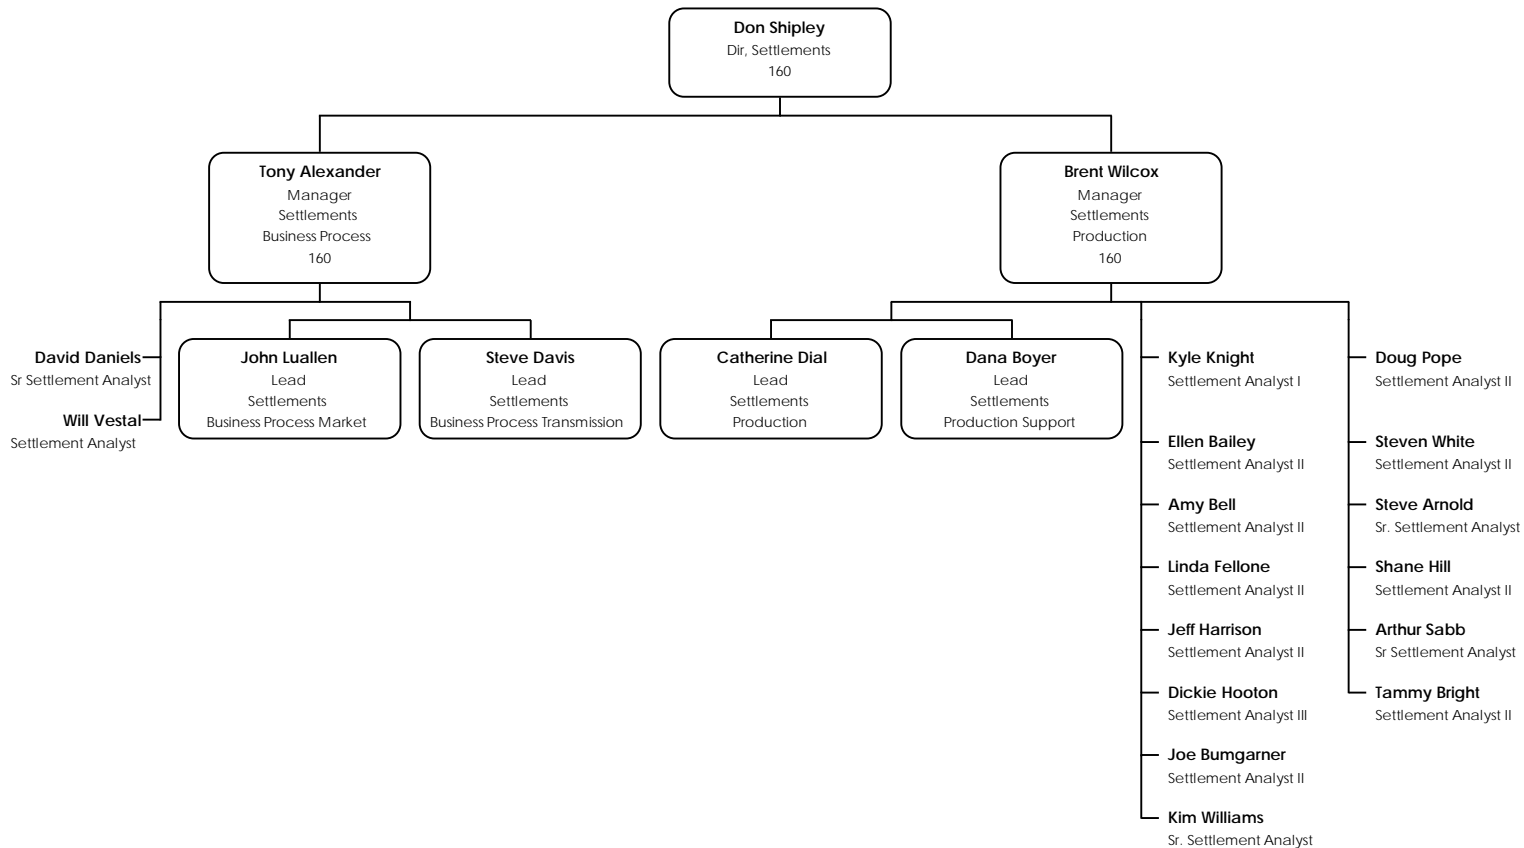 Don Shipley
Dir, Settlements
160
Tony Alexander
Manager
Settlements
Business Process
160
Brent Wilcox
Manager
Settlements
Production
160
David Daniels
Sr Settlement Analyst
Will Vestal
Settlement Analyst
John Luallen
Lead
Settlements
Business Process Market
Steve Davis
Lead
Settlements
Business Process Transmission
Catherine Dial
Lead
Settlements
Production
Dana Boyer
Lead
Settlements
Production Support
Kyle Knight
Settlement Analyst I
Ellen Bailey
Settlement Analyst II
Amy Bell
Settlement Analyst II
Linda Fellone
Settlement Analyst II
Jeff Harrison
Settlement Analyst II
Dickie Hooton
Settlement Analyst III
Joe Bumgarner
Settlement Analyst II
Kim Williams
Sr. Settlement Analyst
Doug Pope
Settlement Analyst II
Steven White
Settlement Analyst II
Steve Arnold
Sr. Settlement Analyst
Shane Hill
Settlement Analyst II
Arthur Sabb
Sr Settlement Analyst
Tammy Bright
Settlement Analyst II